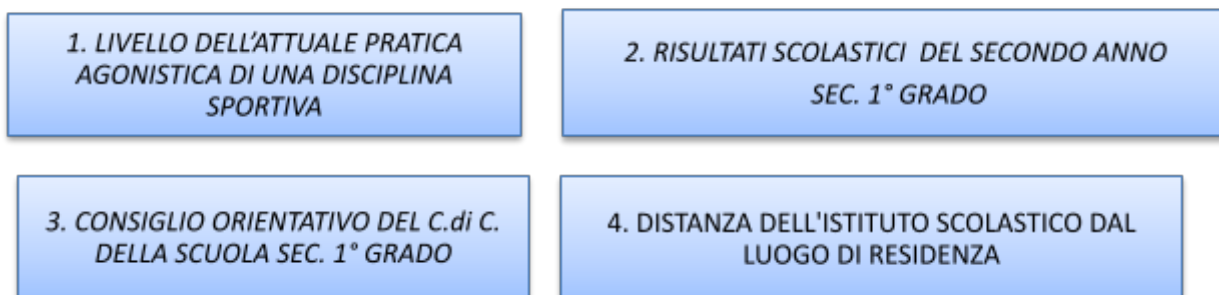 1. LIVELLO DELL'ATTUALE PRATICA
AGONISTICA DI UNA DISCIPLINA
SPORTIVA
2. RISULTATI SCOLASTICI DEL SECONDO ANNO
SEC. 1° GRADO
3. CONSIGLIO ORIENTATIVO DEL C.di C.
DELLA SCUOLA SEC. 1° GRADO
4. DISTANZA DELL'ISTITUTO SCOLASTICO DAL
LUOGO DI RESIDENZA